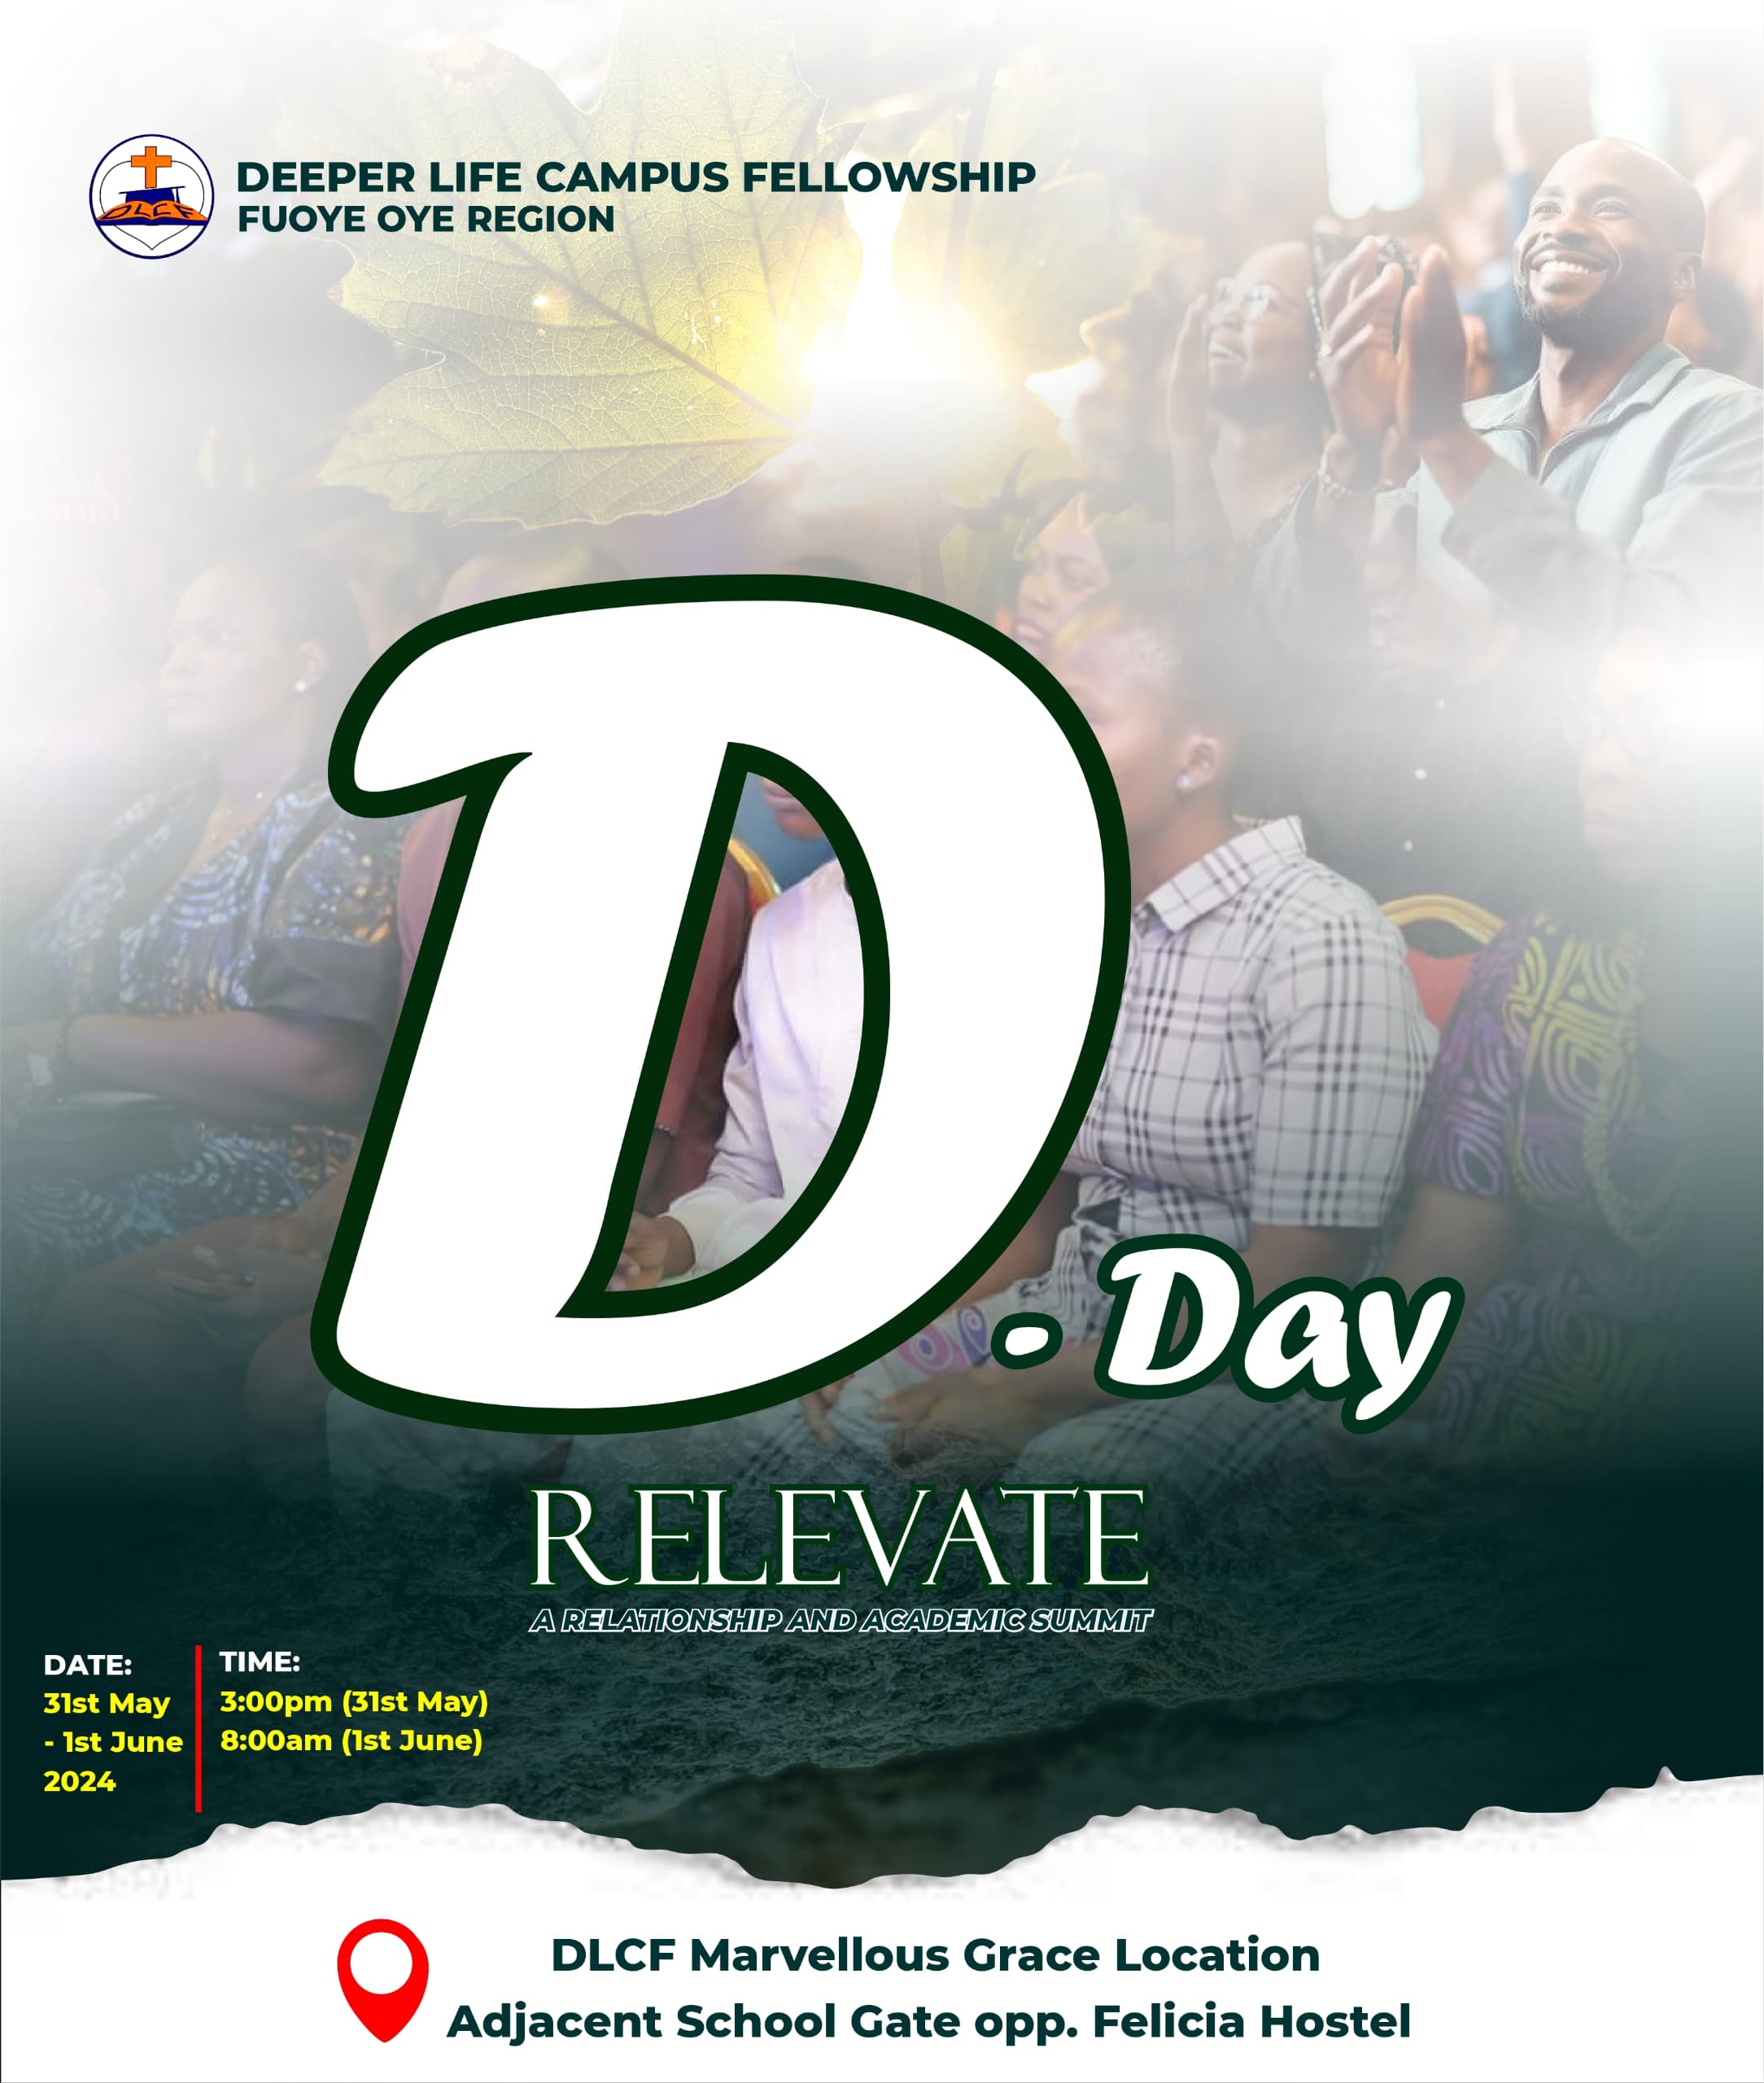 DLCF
DEEPER LIFE CAMPUS FELLOWSHIP
FUOYE OYE REGION
D
- Day
RELEVATE
A RELATIONSHIP AND ACADEMIC SUMMIT
DATE:
31st May
- 1st June
2024
TIME:
3:00pm (31st May)
8:00am (1st June)
DLCF Marvellous Grace Location
Adjacent School Gate opp. Felicia Hostel